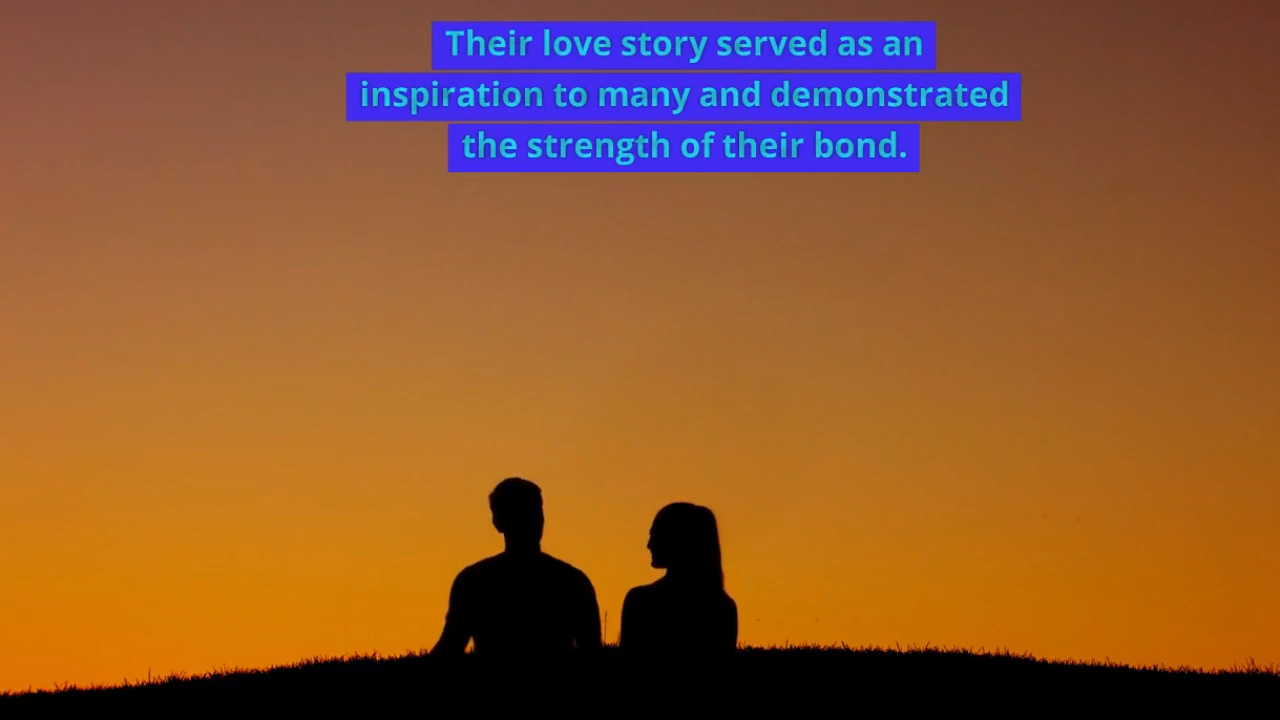 Their love story served as an
inspiration to many and demonstrated
the strength of their bond.